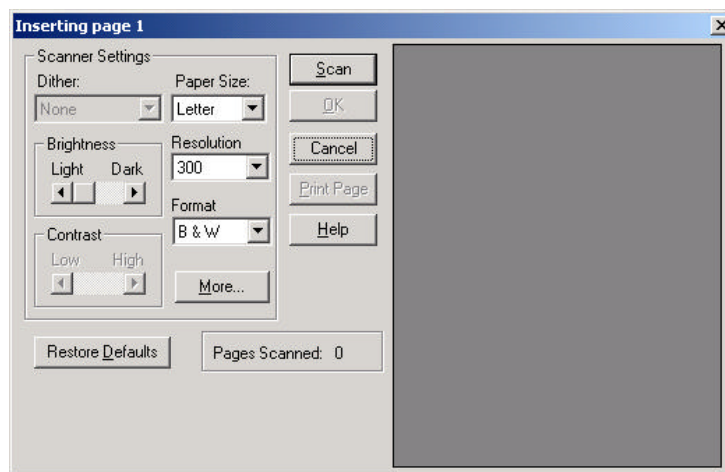 Inserting page 1
Scanner Settings
Dither:
Paper Size:
None
Letter
Brightness
Light Dark
Resolution
300
Format
B & W
Contrast
Low High
More...
Scan
OK
Cancel
Print Page
Help
Restore Defaults
Pages Scanned: 0